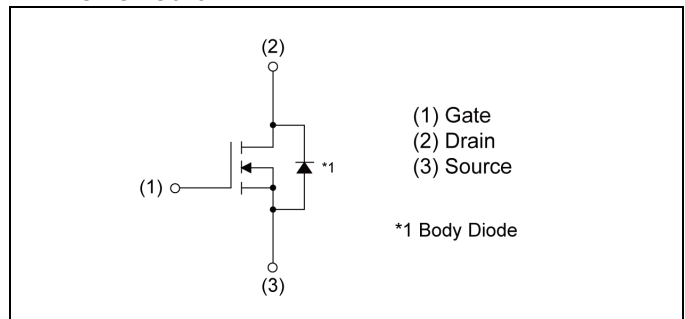 (2)
(1) Gate
(2) Drain
(3) Source
*1
(1)
*1 Body Diode
(3)